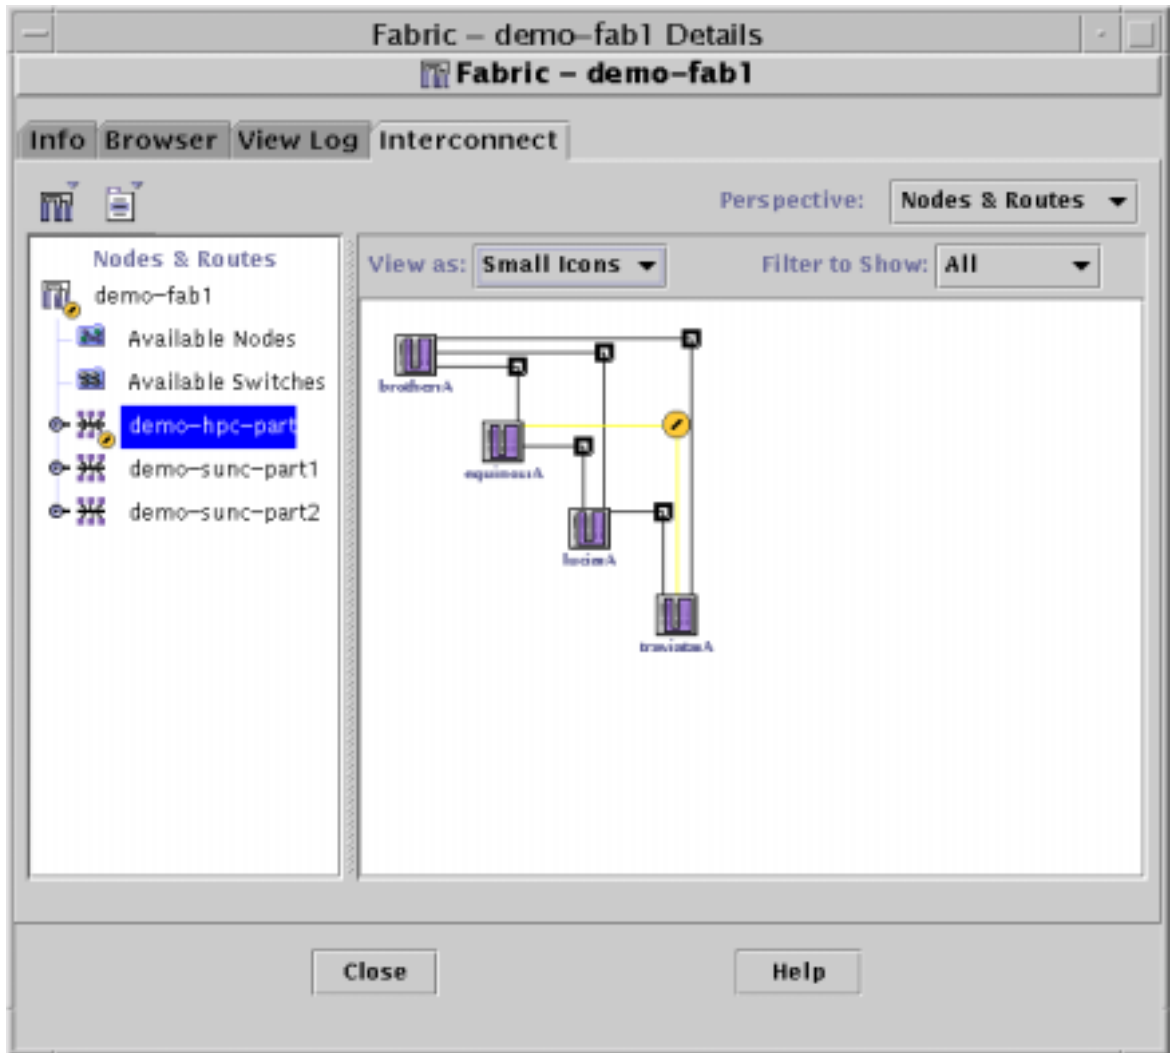 Fabric – demo–fab1 Details
Fabric – demo–fab1
Info Browser View Log Interconnect
Perspective: Nodes & Routes
Nodes & Routes
View as: Small Icons Filter to Show: All
demo–fab1
Available Nodes
Available Switches
demo–hpc–part
demo–sunc–part1
demo–sunc–part2
Close Help